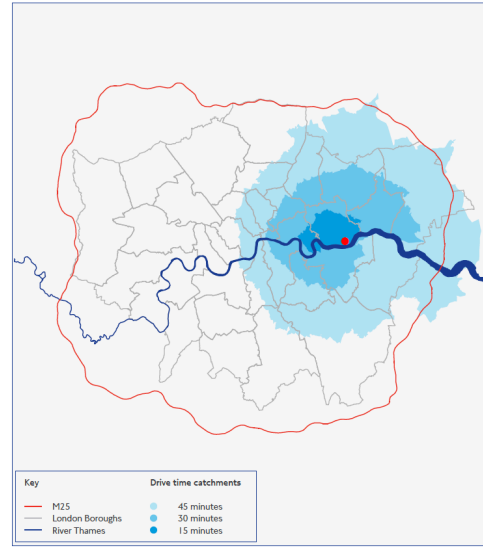 Key
Drive time catchments
M25
45 minutes
London Boroughs
30 minutes
River Thames
15 minutes